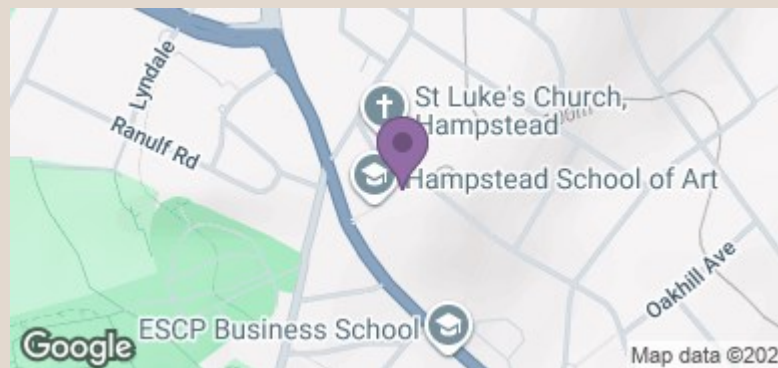 Lyndale
Ranulf Rd
St Luke's Church,
Hampstead
100m
Hampstead School of Art
Oakhill Ave
ESCP Business School
Google
Map data ©202